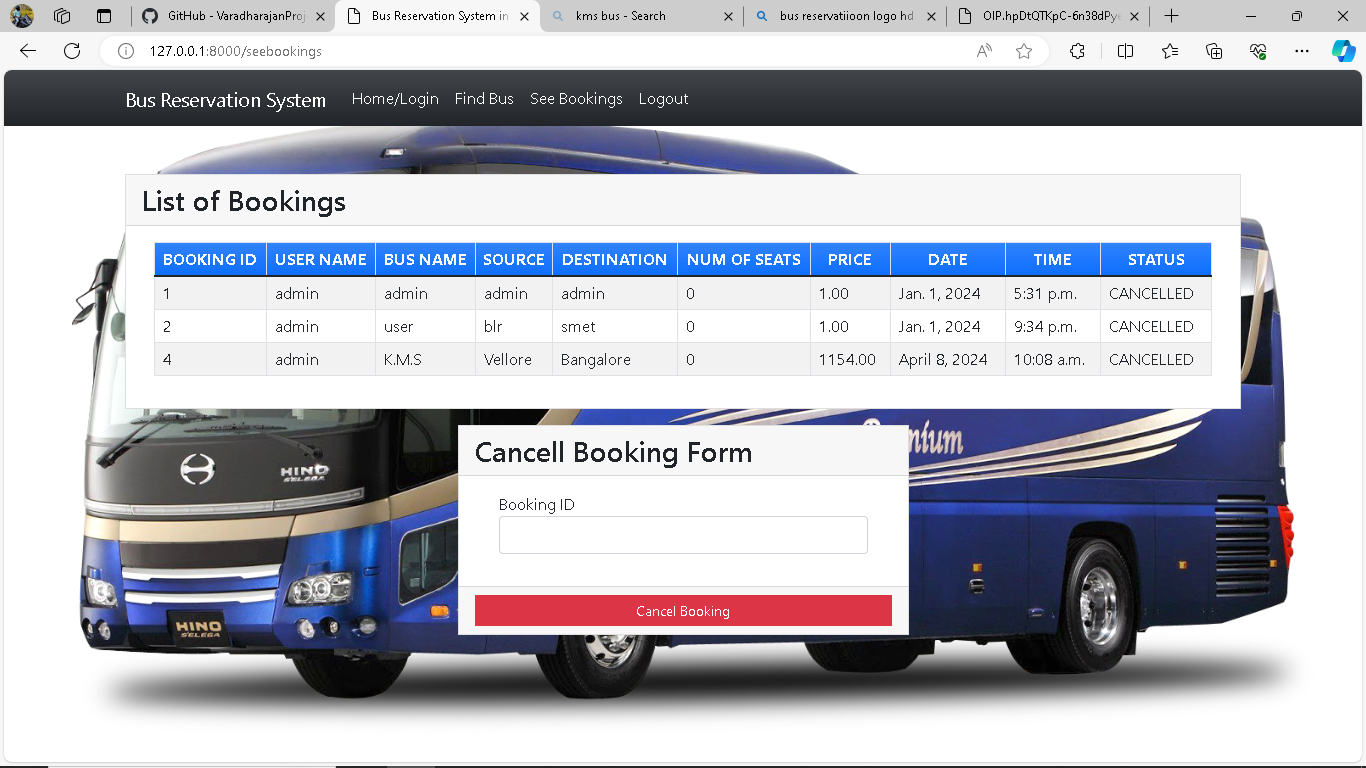 GitHub - VaradharajanProj
Bus Reservation System in
kms bus - Search
bus reservatiioon logo hd
OIP.hpDtQTKpC-6n38dPy
127.0.0.1:8000/seebookings
Bus Reservation System Home/Login Find Bus See Bookings Logout
List of Bookings
BOOKING ID USER NAME BUS NAME SOURCE DESTINATION NUM OF SEATS PRICE DATE TIME STATUS
1 admin admin admin admin 0 1.00 Jan. 1, 2024 5:31 p.m. CANCELLED
2 admin user blr smet 0 1.00 Jan. 1, 2024 9:34 p.m. CANCELLED
4 admin K.M.S Vellore Bangalore 0 1154.00 April 8, 2024 10:08 a.m. CANCELLED
Cancell Booking Form
Booking ID
Cancel Booking
HINO
SELEGA
HINO
S'ELEGA